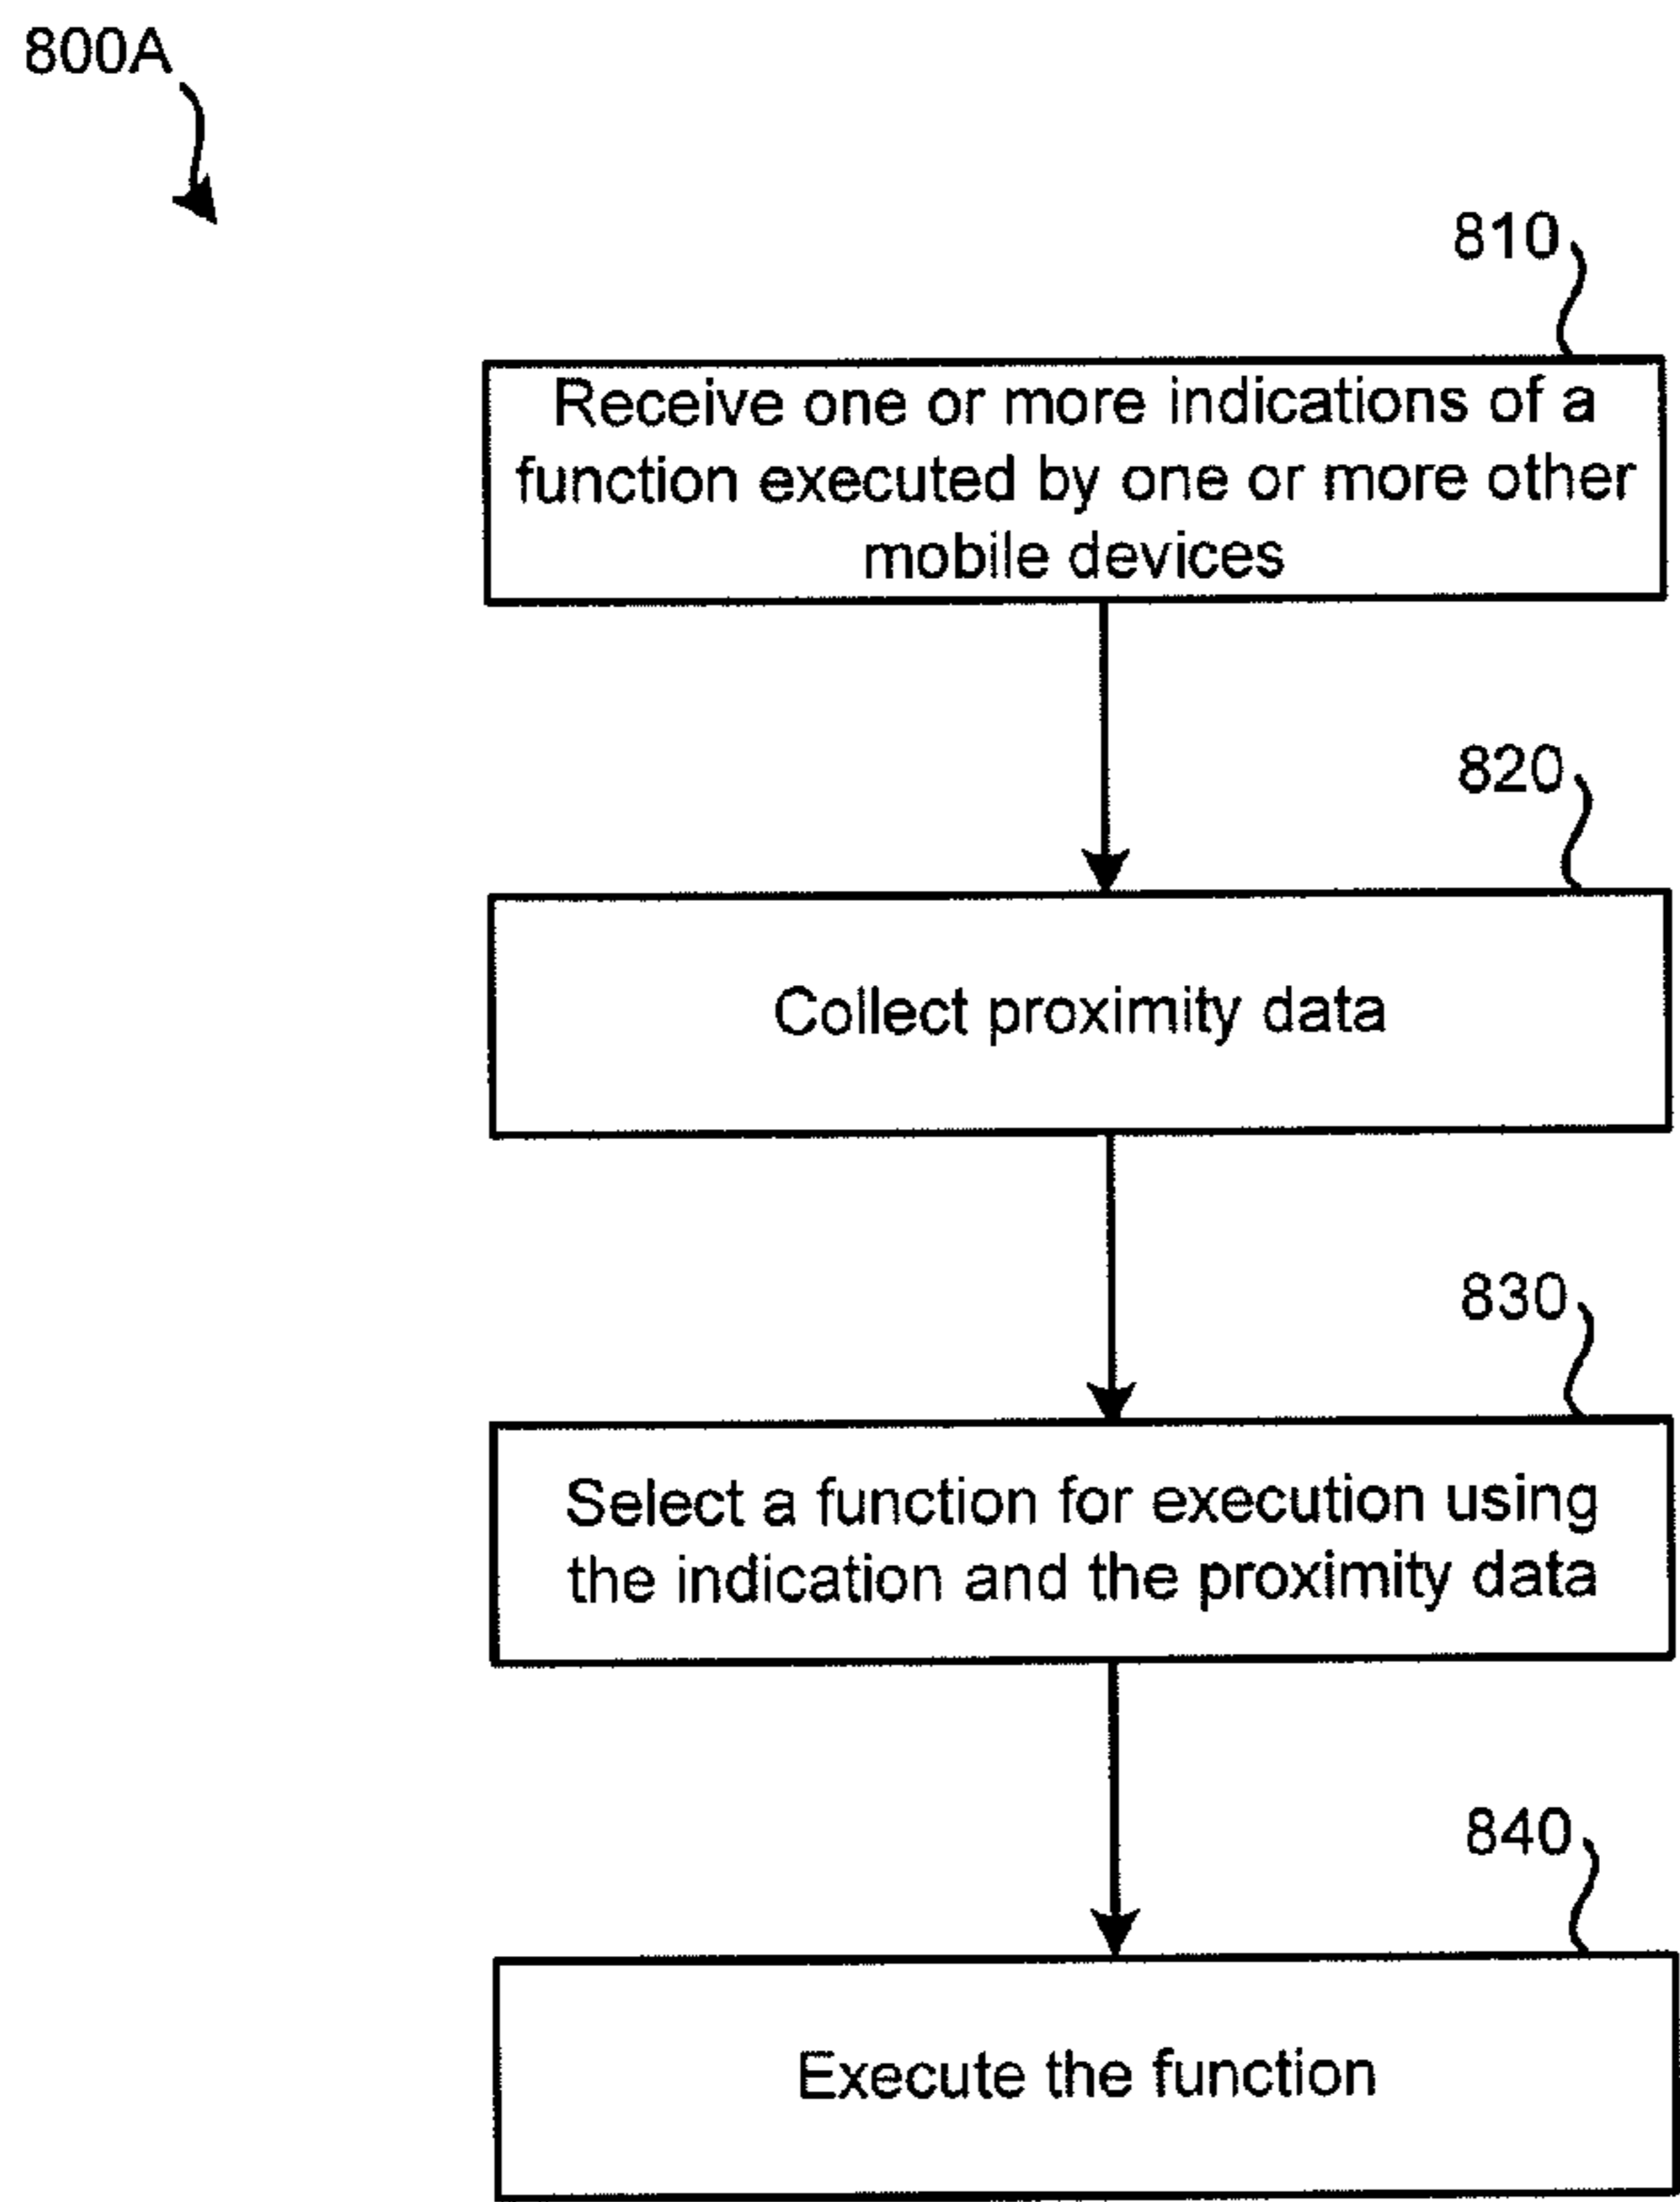 800A
810
Receive one or more indications of a
function executed by one or more other
mobile devices
820
Collect proximity data
830
Select a function for execution using
the indication and the proximity data
840
Execute the function